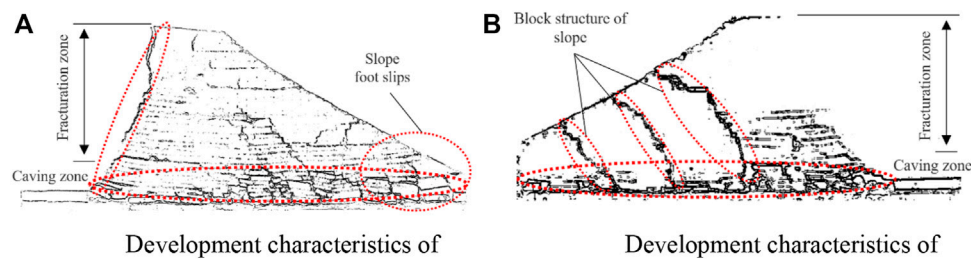 A
Fracturation zone
Caving zone
Slope
foot slips
Development characteristics of
B
Block structure of
slope
Fracturation zone
Caving zone
Development characteristics of